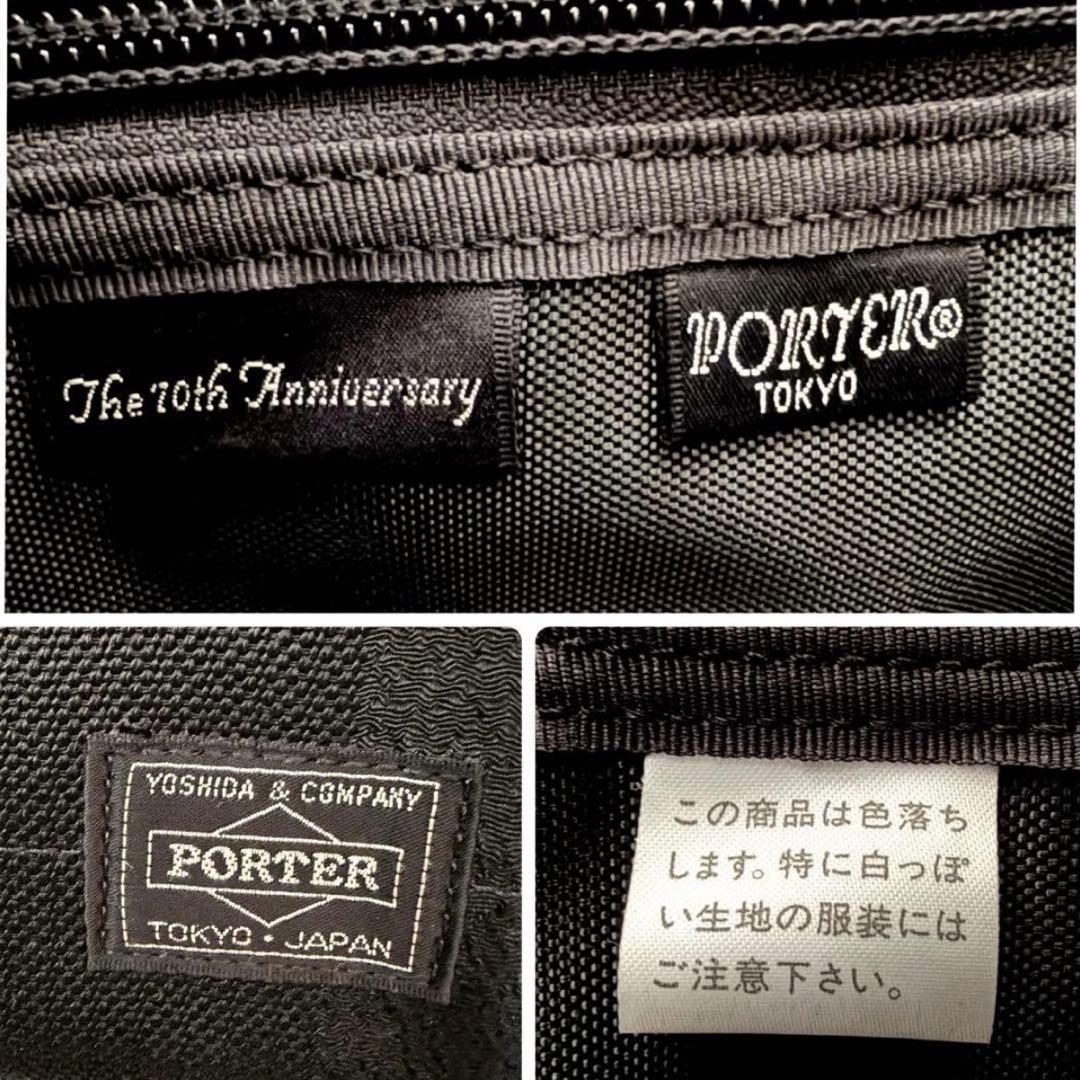 The 70th Anniversary
PORTER®
TOKYO
YOSHIDA & COMPANY
PORTER
TOKYO・JAPAN
この商品は色落ち
します。特に白っぽ
い生地の服装には
ご注意下さい。